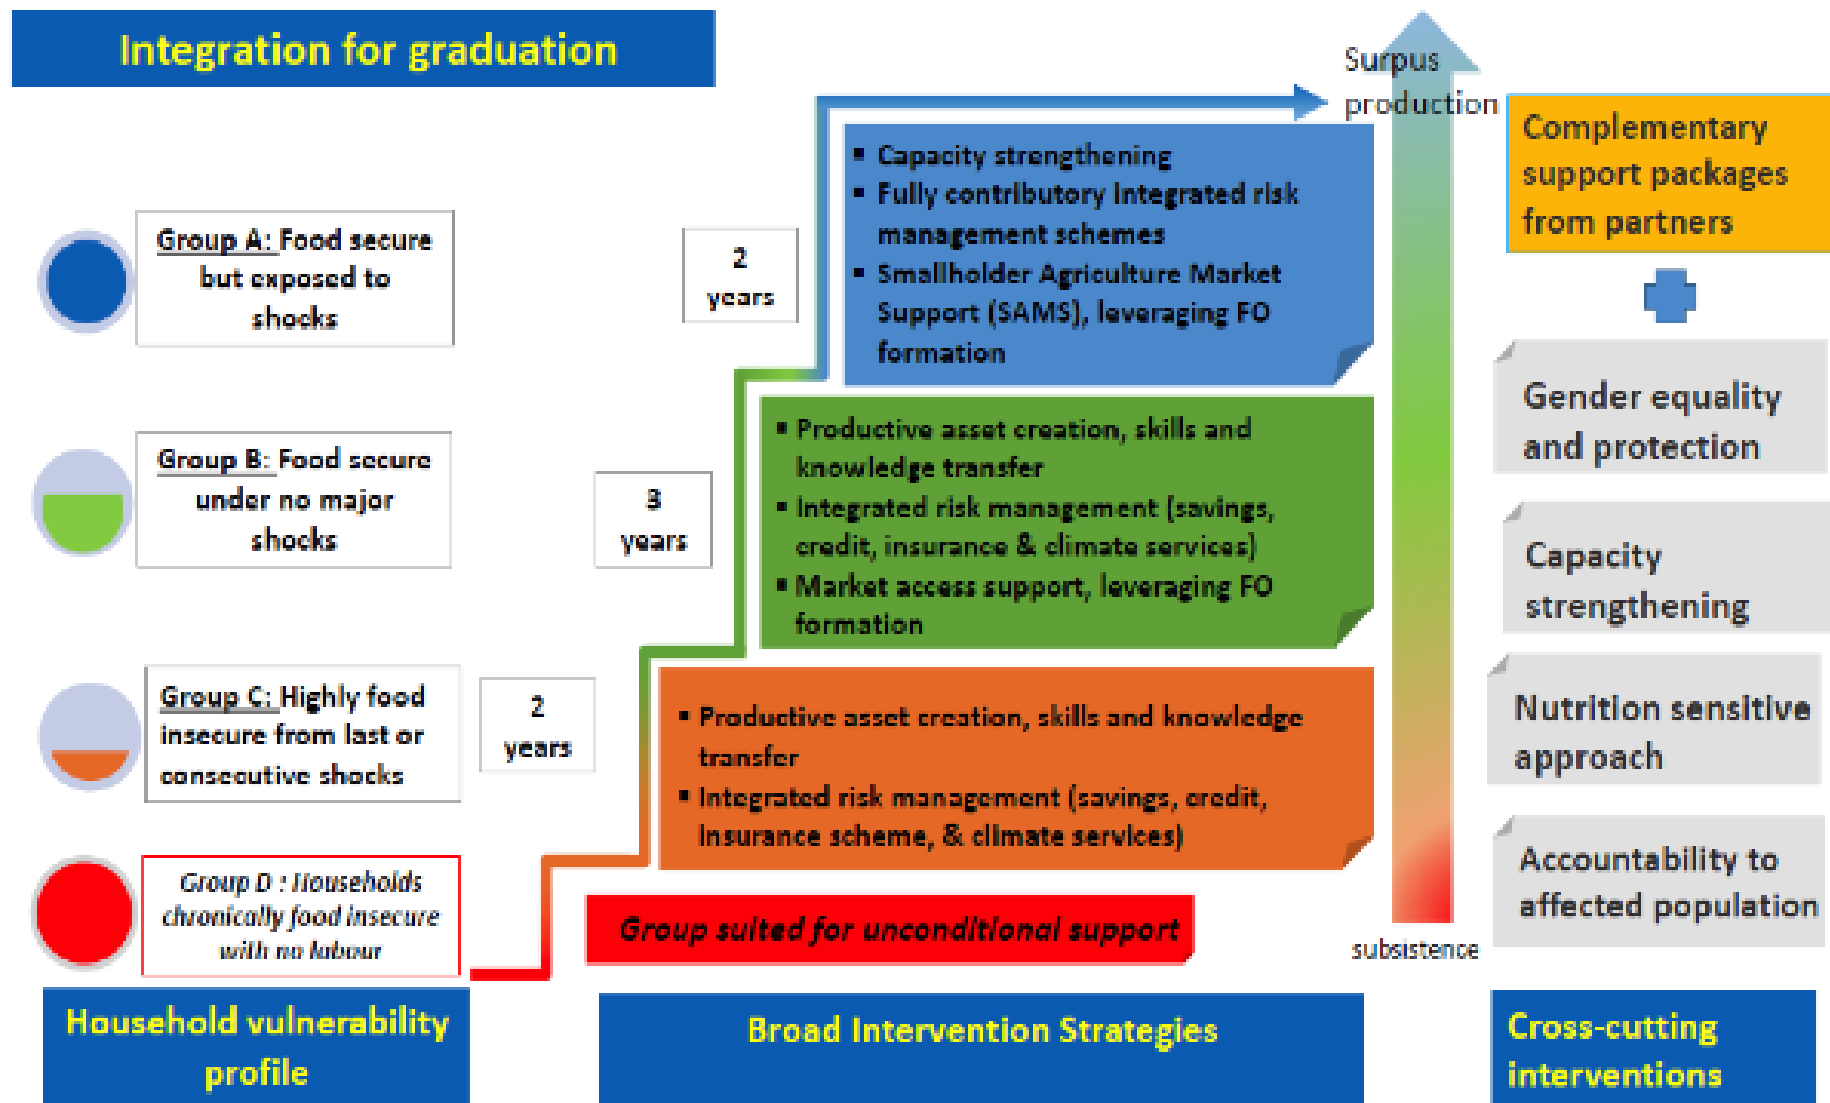 Integration for graduation
Group A: Food secure
but exposed to
shocks
Group B: Food secure
under no major
shocks
Group C: Highly food
insecure from last or
consecutive shocks
Group D : Households
chronically food insecure
with no labour
Household vulnerability
profile
2
years
3
years
2
years
▪ Capacity strengthening
▪ Fully contributory integrated risk
management schemes
▪ Smallholder Agriculture Market
Support (SAMS), leveraging FO
formation
▪ Productive asset creation, skills and
knowledge transfer
▪ Integrated risk management (savings,
credit, insurance & climate services)
▪ Market access support, leveraging FO
formation
▪ Productive asset creation, skills and knowledge
transfer
▪ Integrated risk management (savings, credit,
insurance scheme, & climate services)
Group suited for unconditional support
Broad Intervention Strategies
Surpus
production
subsistence
Complementary
support packages
from partners
Gender equality
and protection
Capacity
strengthening
Nutrition sensitive
approach
Accountability to
affected population
Cross-cutting
interventions